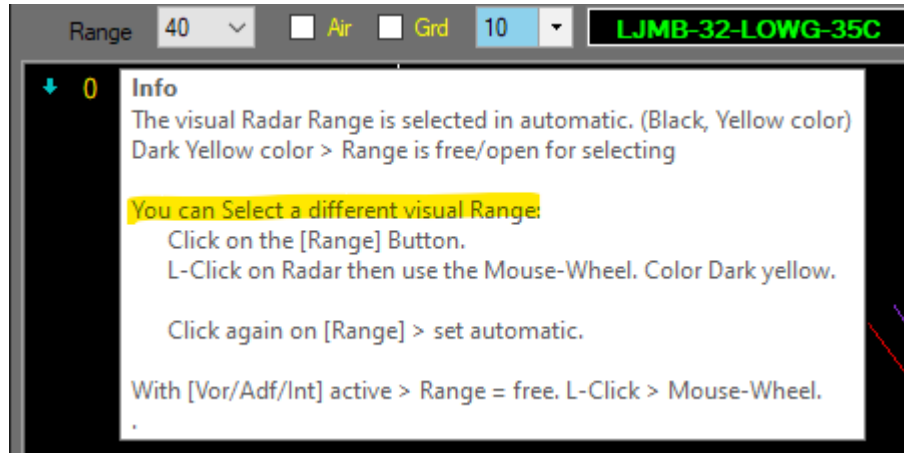 Range 40 Air Grd 10 LJMB-32-LOWG-35C
0
Info
The visual Radar Range is selected in automatic. (Black, Yellow color)
Dark Yellow color > Range is free/open for selecting
You can Select a different visual Range:
Click on the [Range] Button.
L-Click on Radar then use the Mouse-Wheel. Color Dark yellow.
Click again on [Range] > set automatic.
With [Vor/Adf/Int] active > Range = free. L-Click > Mouse-Wheel.
.